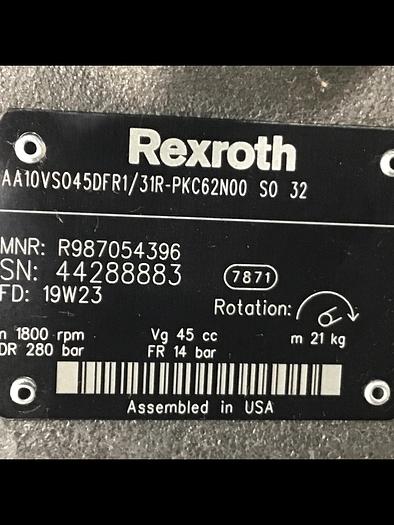 Rexroth
AA10VSO45DFR1/31R-PKC62N00 SO 32
MNR: R987054396
SN: 44288883
FD: 19W23
7871
Rotation:
n 1800 rpm Vg 45 cc m 21 kg
DR 280 bar FR 14 bar
Assembled in USA